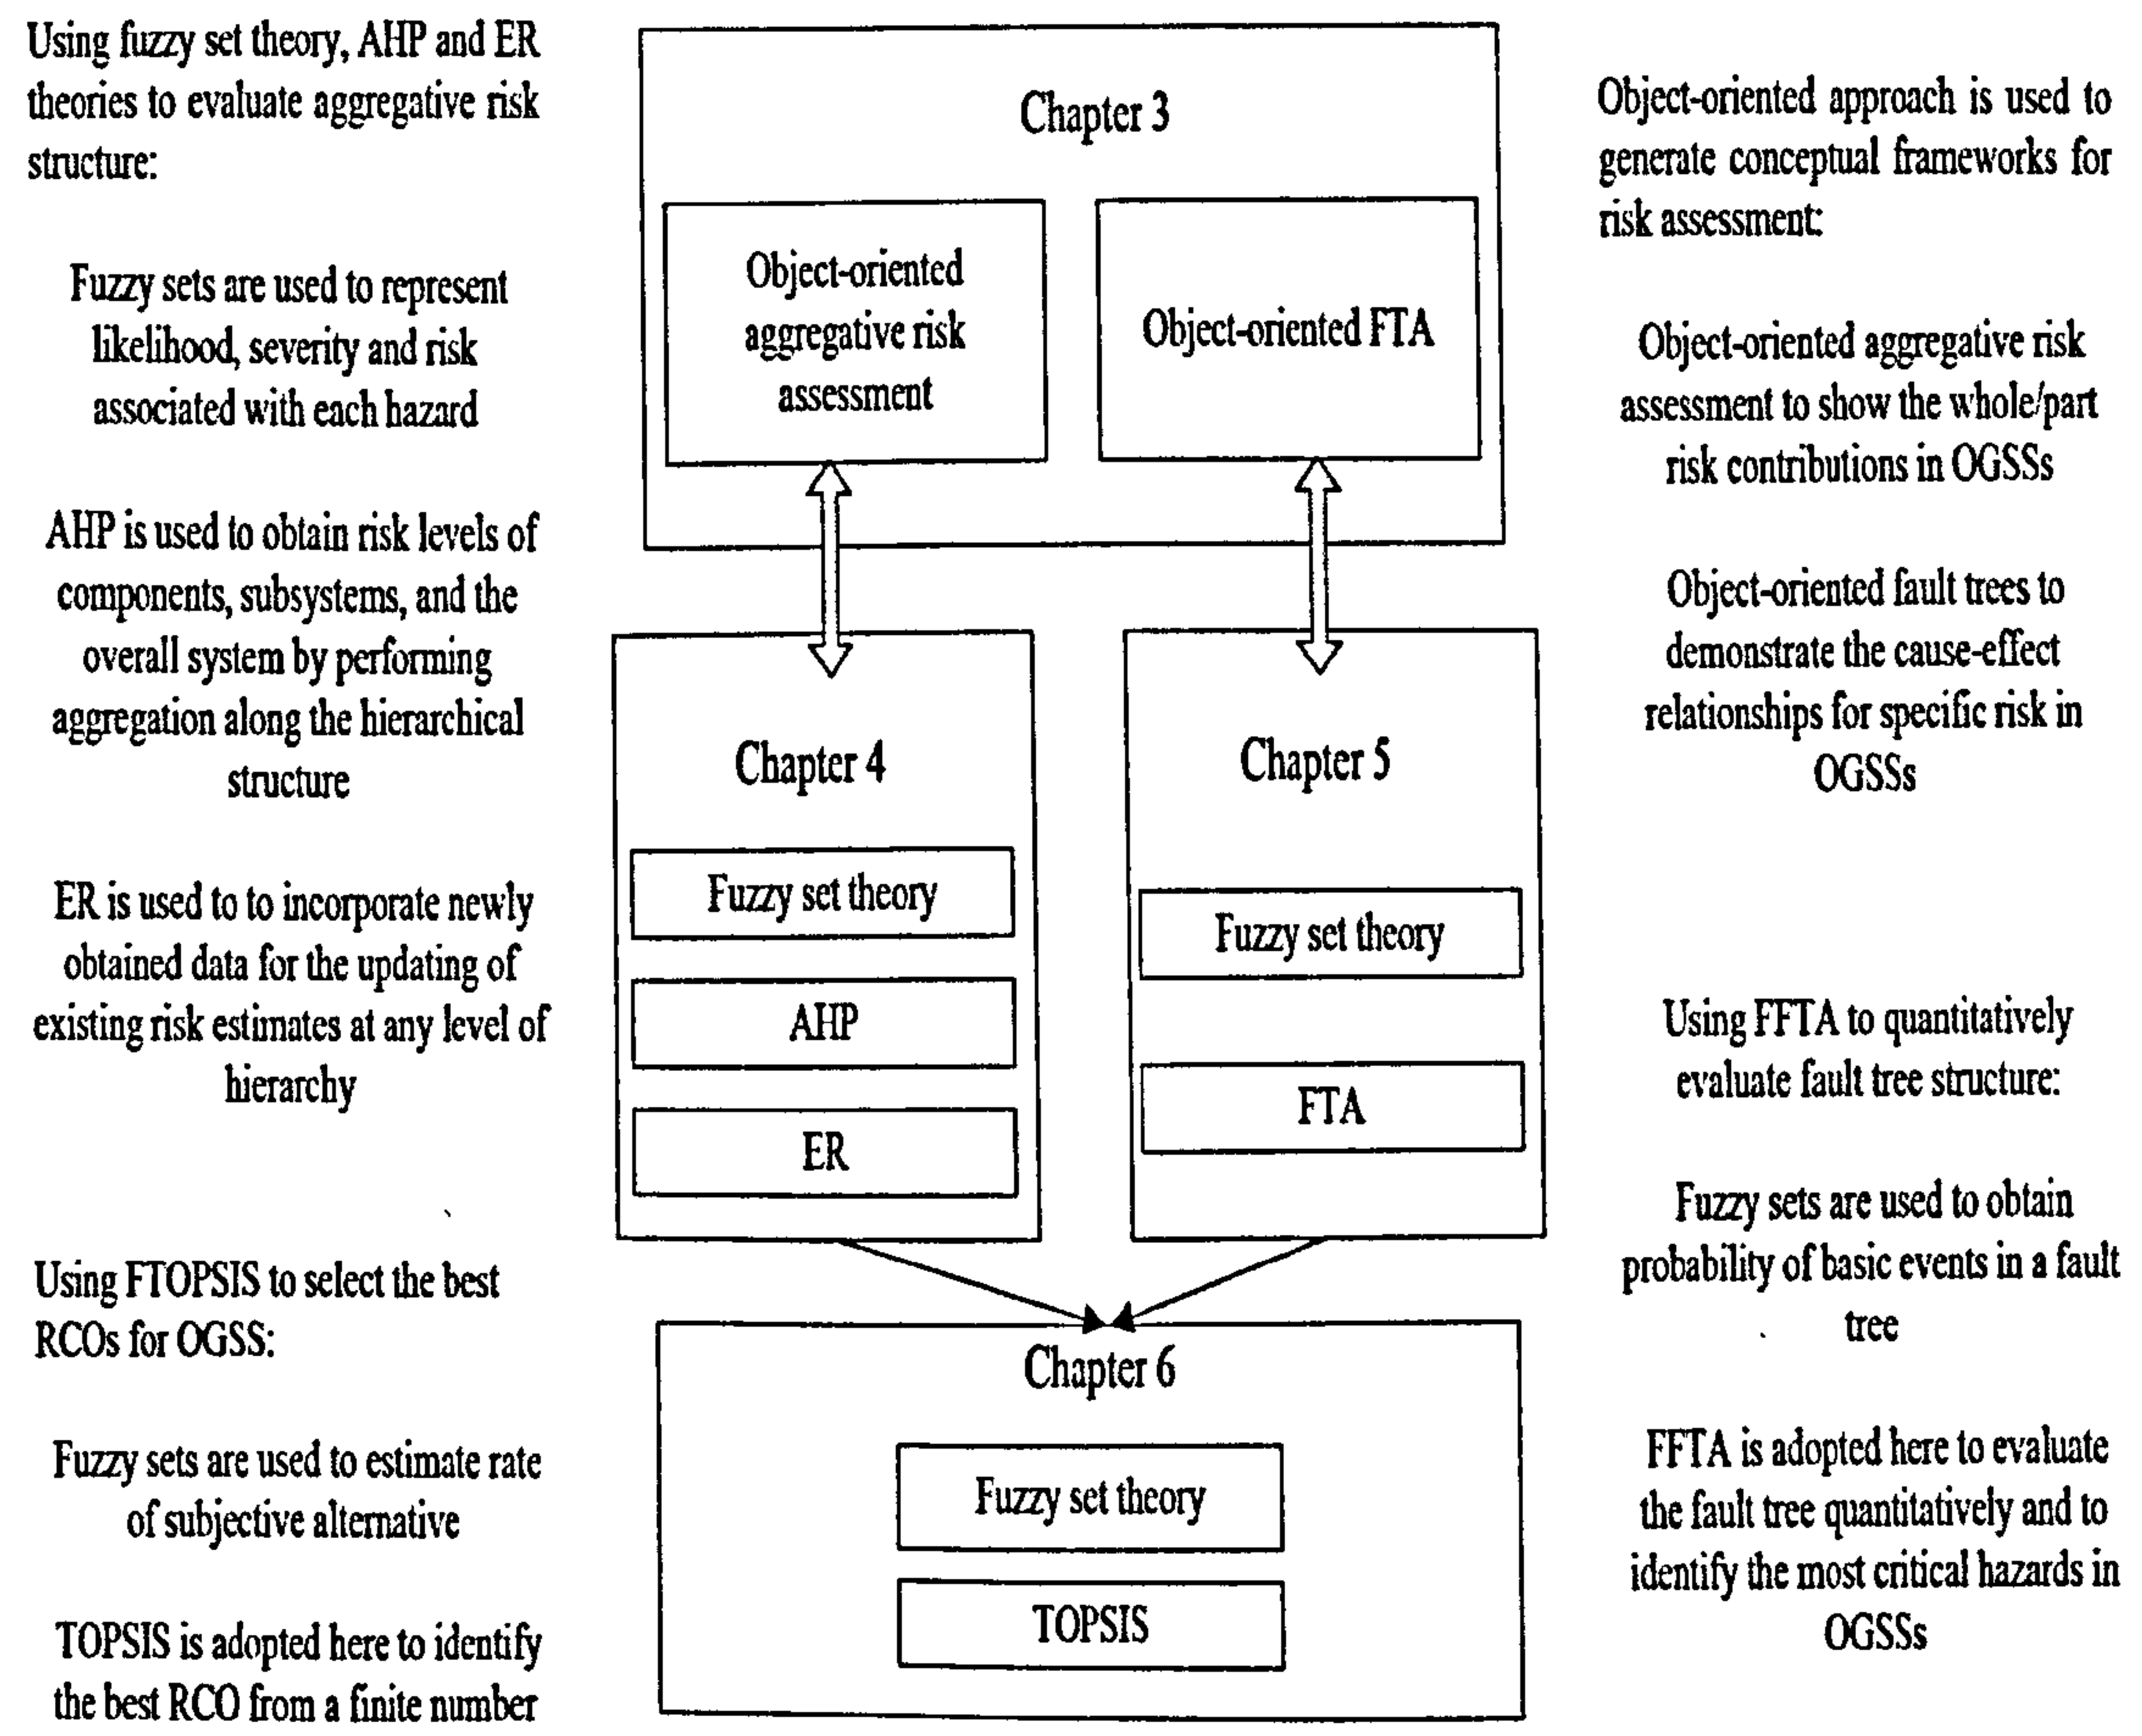 Using fuzzy set theory, AHP and ER
theories to evaluate aggregative risk
structure:
Fuzzy sets are used to represent
likelihood, severity and risk
associated with each hazard
AHP is used to obtain risk levels of
components, subsystems, and the
overall system by performing
aggregation along the hierarchical
structure
ER is used to to incorporate newly
obtained data for the updating of
existing risk estimates at any level of
hierarchy
Using FTOPSIS to select the best
RCOs for OGSS:
Fuzzy sets are used to estimate rate
of subjective alternative
TOPSIS is adopted here to identify
the best RCO from a finite number
Chapter 3
Object-oriented
aggregative risk
assessment
Object-oriented FTA
Chapter 4
Fuzzy set theory
AHP
ER
Chapter 5
Fuzzy set theory
FTA
Chapter 6
Fuzzy set theory
TOPSIS
Object-oriented approach is used to
generate conceptual frameworks for
risk assessment:
Object-oriented aggregative risk
assessment to show the whole/part
risk contributions in OGSSs
Object-oriented fault trees to
demonstrate the cause-effect
relationships for specific risk in
OGSSs
Using FFTA to quantitatively
evaluate fault tree structure:
Fuzzy sets are used to obtain
probability of basic events in a fault
tree
FFTA is adopted here to evaluate
the fault tree quantitatively and to
identify the most critical hazards in
OGSSs